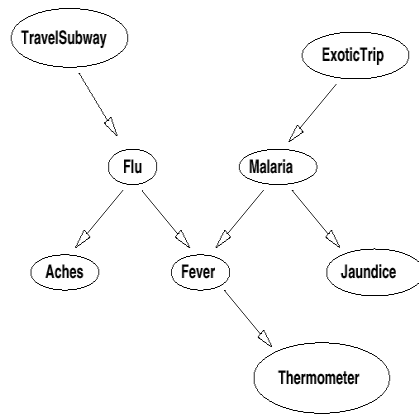 TravelSubway
ExoticTrip
Flu
Malaria
Aches
Fever
Jaundice
Thermometer